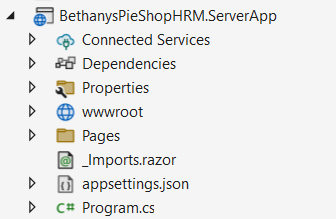 BethanysPieShopHRM.ServerApp
Connected Services
Dependencies
Properties
wwwroot
Pages
_Imports.razor
appsettings.json
C# Program.cs